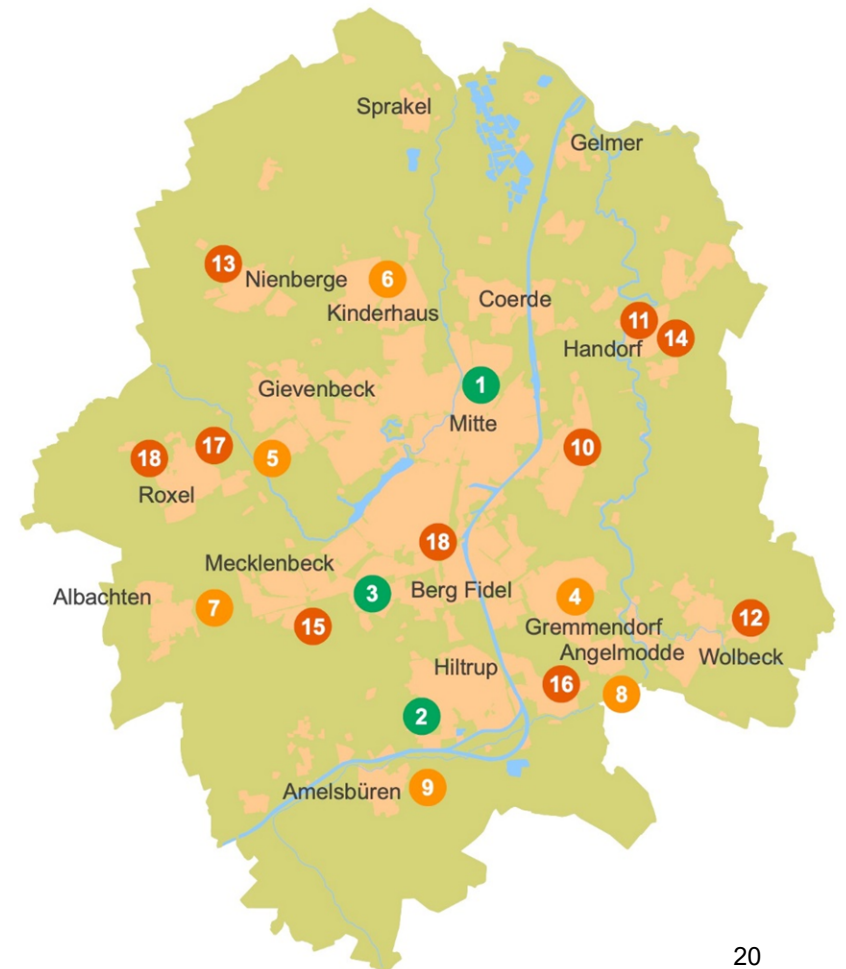 Sprakel
Gelmer
13
Nienberge
6
Kinderhaus
Coerde
11
14
Handorf
Gievenbeck
1
Mitte
18
17
5
10
Roxel
18
Mecklenbeck
Berg Fidel
Albachten
7
3
4
15
Gremmendorf
12
Angelmodde
Wolbeck
Hiltrup
16
8
2
Amelsbüren
9
20